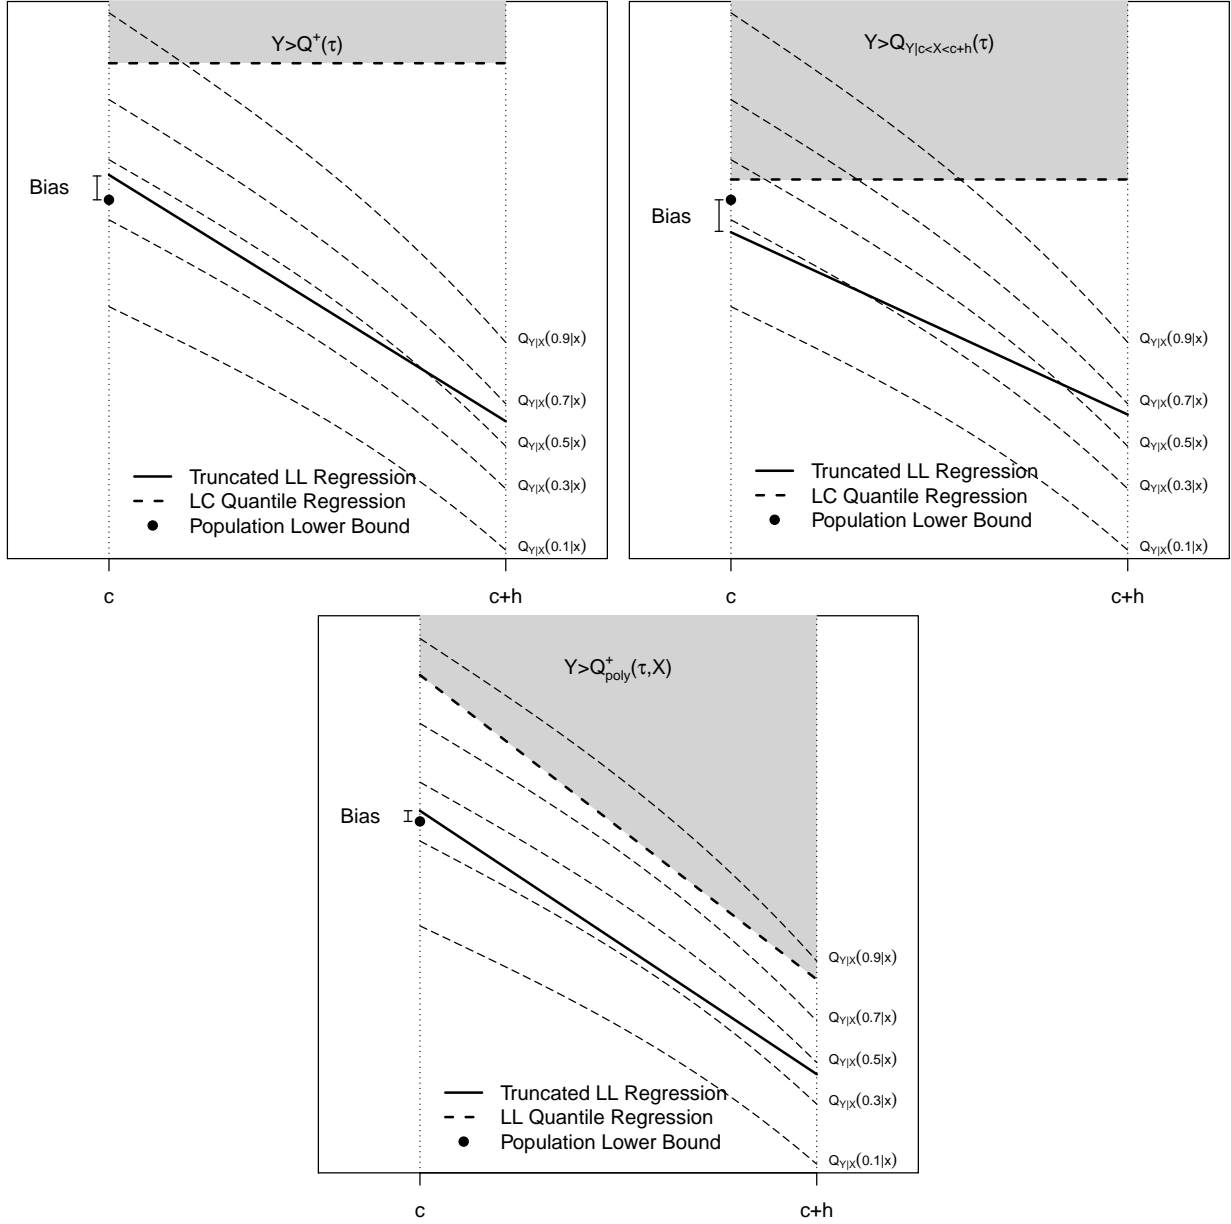 Y>Q⁺(τ)
Bias
Q_{Y|X}(0.9|x)
Q_{Y|X}(0.7|x)
Q_{Y|X}(0.5|x)
Q_{Y|X}(0.3|x)
Q_{Y|X}(0.1|x)
Truncated LL Regression
LC Quantile Regression
Population Lower Bound
c
c+h
Y>Q_{Y|c<X<c+h}(τ)
Bias
Q_{Y|X}(0.9|x)
Q_{Y|X}(0.7|x)
Q_{Y|X}(0.5|x)
Q_{Y|X}(0.3|x)
Q_{Y|X}(0.1|x)
Truncated LL Regression
LC Quantile Regression
Population Lower Bound
c
c+h
Y>Q⁺_{poly}(τ,X)
Bias
Q_{Y|X}(0.9|x)
Q_{Y|X}(0.7|x)
Q_{Y|X}(0.5|x)
Q_{Y|X}(0.3|x)
Q_{Y|X}(0.1|x)
Truncated LL Regression
LL Quantile Regression
Population Lower Bound
c
c+h